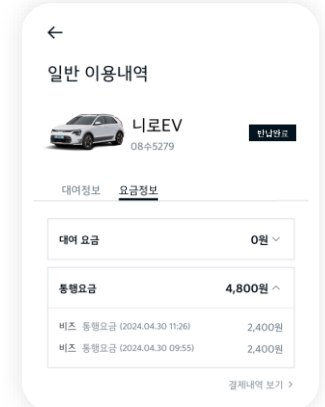 일반 이용내역
니로EV
08수5279
반납완료
대여정보 요금정보
대여 요금 0원
통행요금 4,800원
비즈 통행요금 (2024.04.30 11:26) 2,400원
비즈 통행요금 (2024.04.30 09:55) 2,400원
결제내역 보기